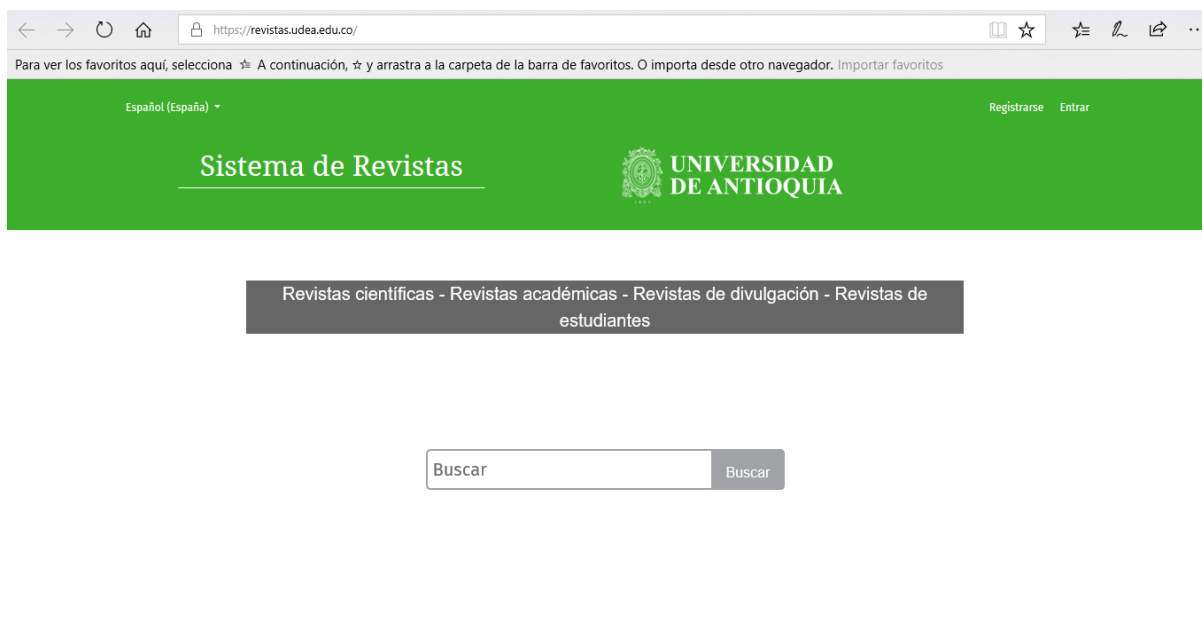 https://revistas.udea.edu.co/
Para ver los favoritos aquí, selecciona A continuación, y arrastra a la carpeta de la barra de favoritos. O importa desde otro navegador. Importar favoritos
Español (España)
Registrarse Entrar
Sistema de Revistas
UNIVERSIDAD
DE ANTIOQUIA
1803
Revistas científicas - Revistas académicas - Revistas de divulgación - Revistas de
estudiantes
Buscar
Buscar